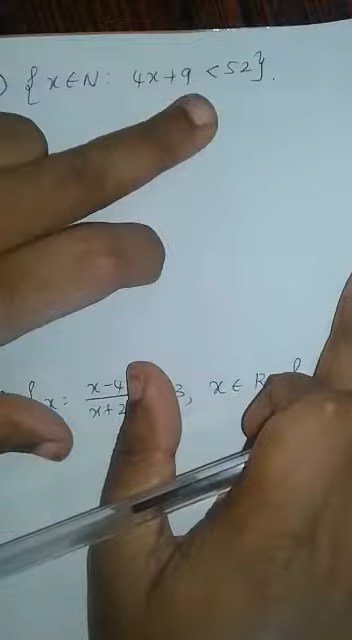 ) { x ∈ N : 4x+9 < 52 }.
{ x : x-4/x+2 3, x ∈ R